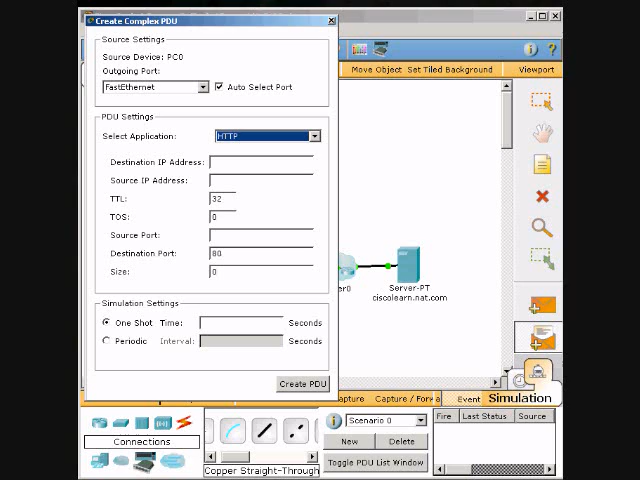 Create Complex PDU
Source Settings
Source Device: PC0
Outgoing Port:
FastEthernet
Auto Select Port
PDU Settings
Select Application:
HTTP
Destination IP Address:
Source IP Address:
TTL:
32
TOS:
0
Source Port:
Destination Port:
80
Size:
0
Simulation Settings
One Shot
Time:
Seconds
Periodic
Interval:
Seconds
Create PDU
Move Object
Set Tiled Background
Viewport
Server-PT
ciscolearn.nat.com
Capture / Forwa
Event
Simulation
Connections
Copper Straight-Through
Scenario 0
New
Delete
Toggle PDU List Window
Fire
Last Status
Source